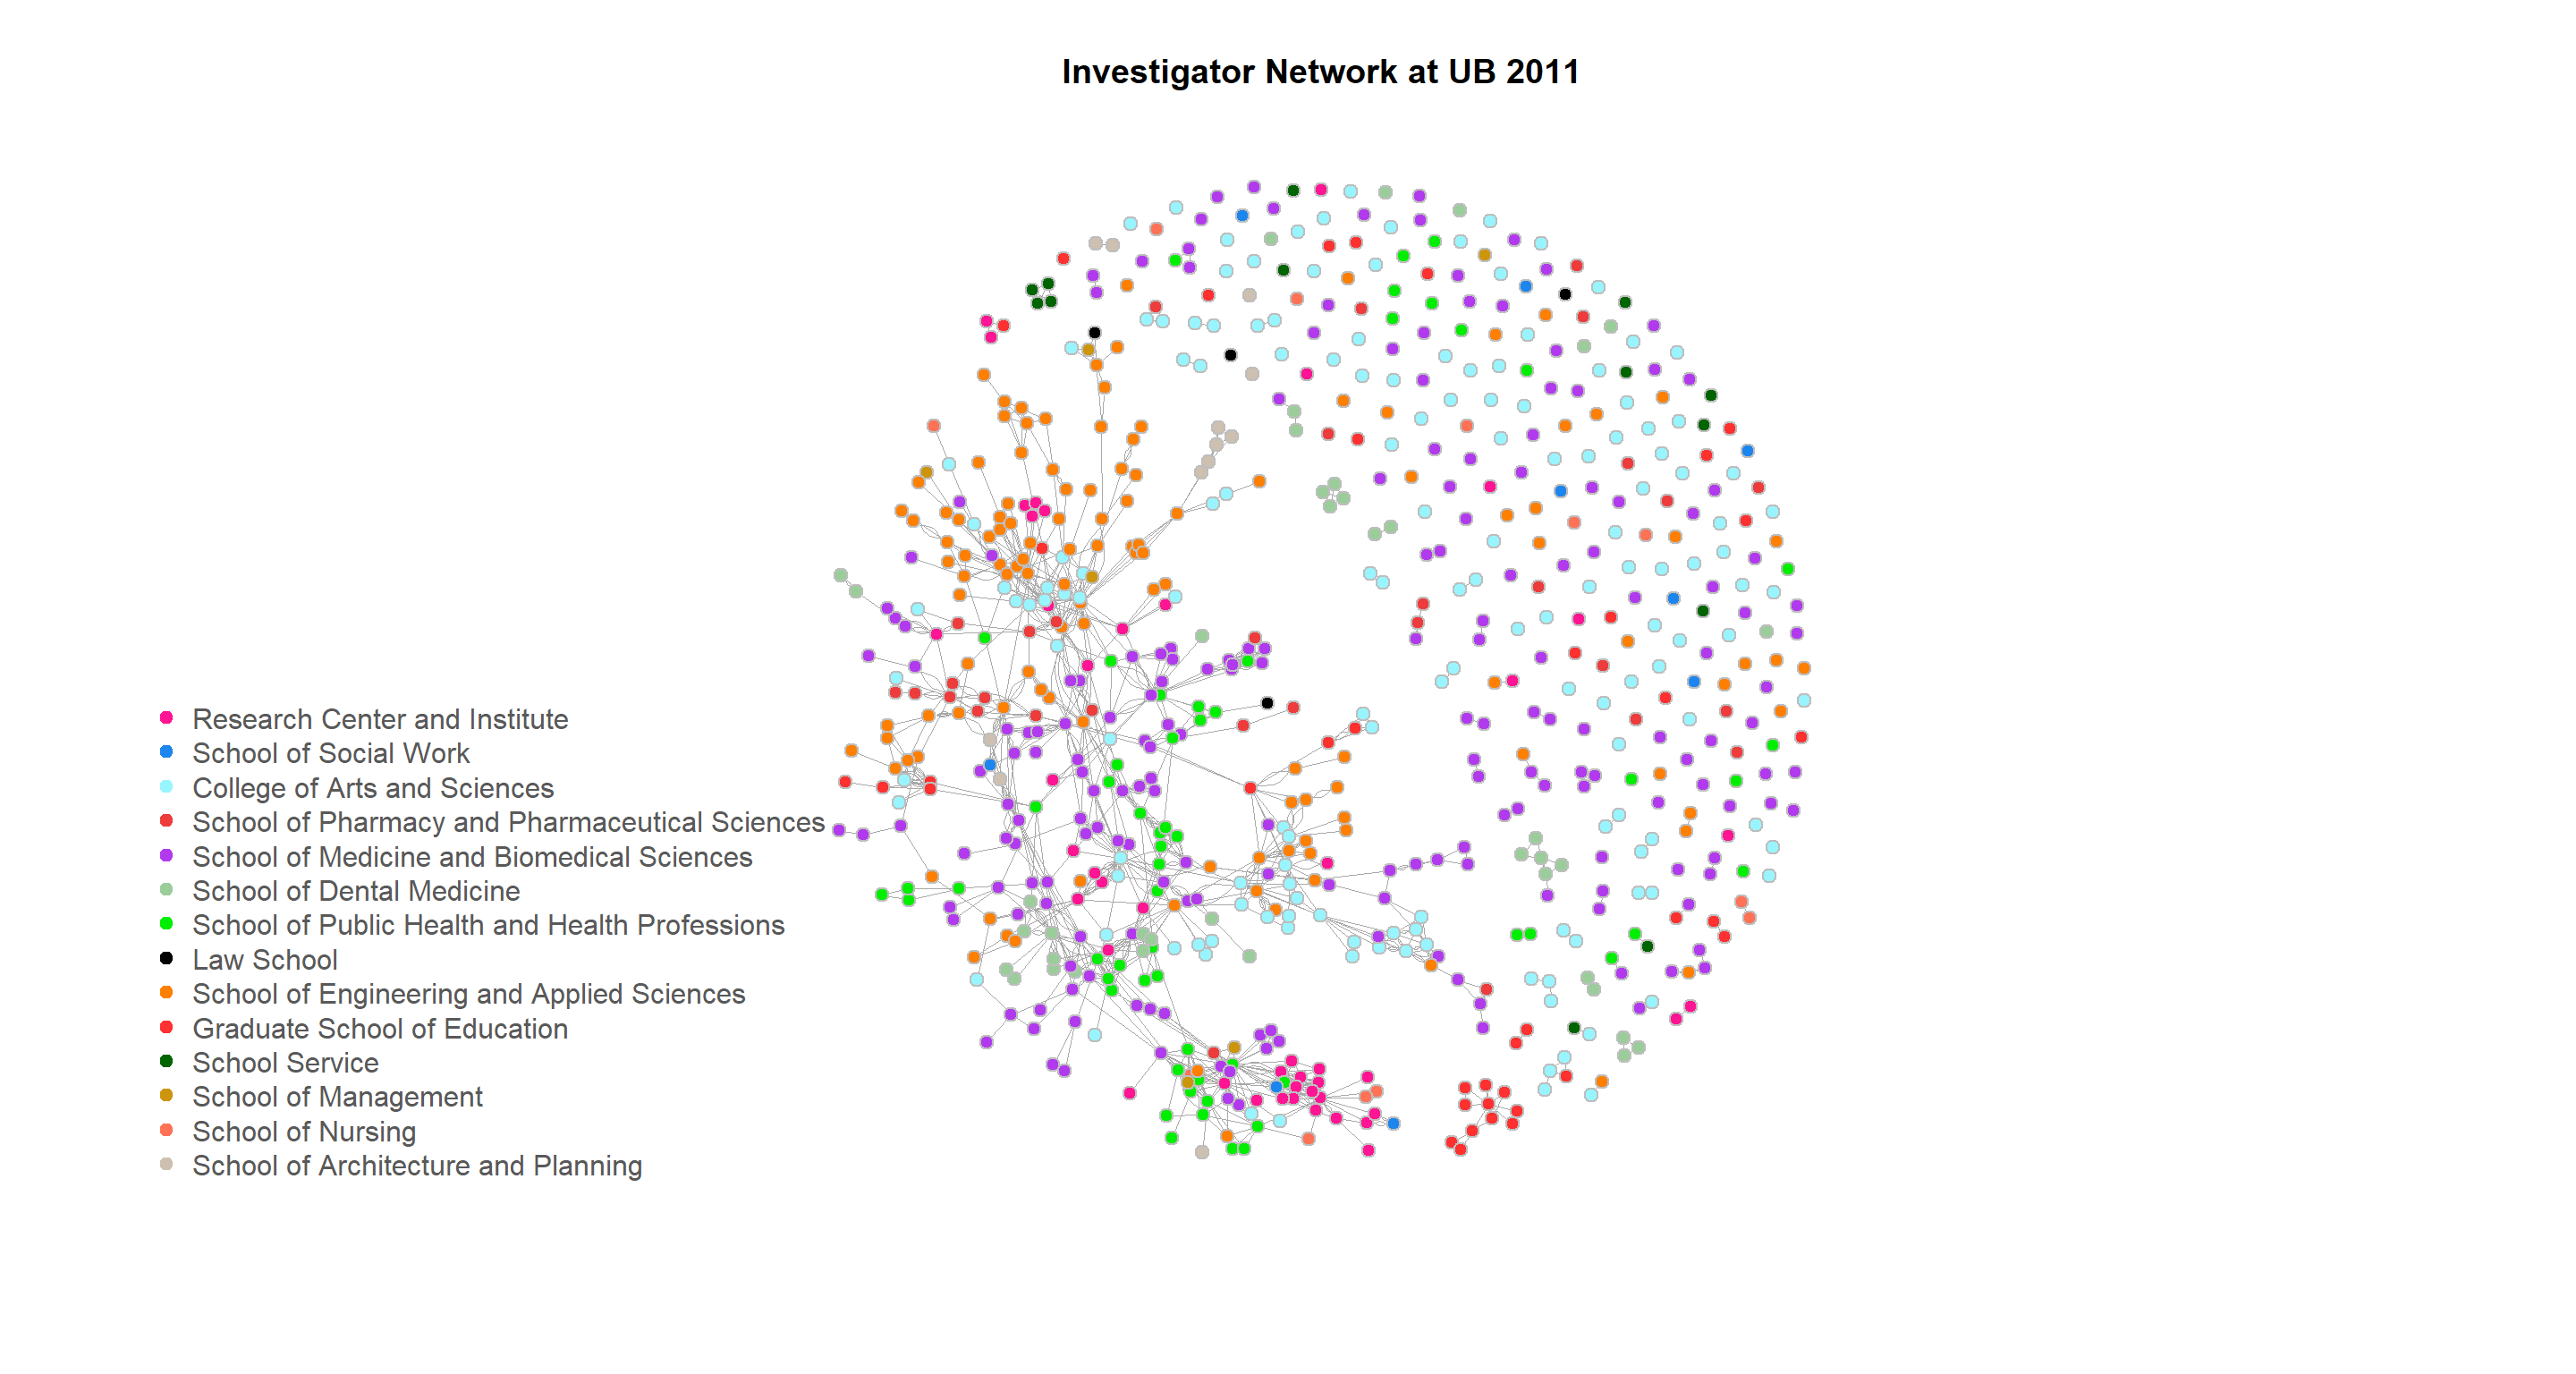 Investigator Network at UB 2011
Research Center and Institute
School of Social Work
College of Arts and Sciences
School of Pharmacy and Pharmaceutical Sciences
School of Medicine and Biomedical Sciences
School of Dental Medicine
School of Public Health and Health Professions
Law School
School of Engineering and Applied Sciences
Graduate School of Education
School Service
School of Management
School of Nursing
School of Architecture and Planning